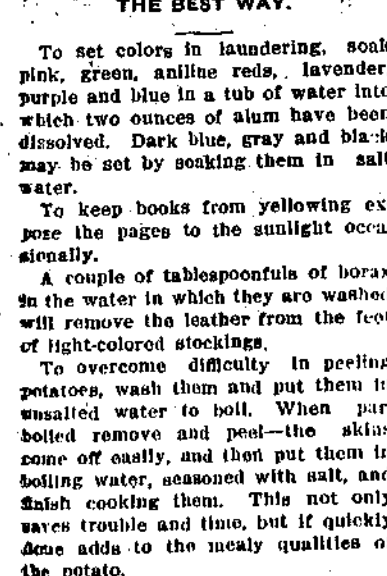 THE BEST WAY.
To set colors in laundering, soak
pink, green, aniline reds, lavender
purple and blue in a tub of water into
which two ounces of alum have been
dissolved. Dark blue, gray and black
may be set by soaking them in salt
water.
To keep books from yellowing ex
pose the pages to the sunlight occa
sionally.
A couple of tablespoonfuls of borax
in the water in which they are washed
will remove the leather from the feet
of light-colored stockings.
To overcome difficulty in peeling
potatoes, wash them and put them in
unsalted water to boil. When par
boiled remove and peel—the skins
come off easily, and then put them in
boiling water, seasoned with salt, and
finish cooking them. This not only
saves trouble and time, but if quickly
done adds to the mealy qualities of
the potato.